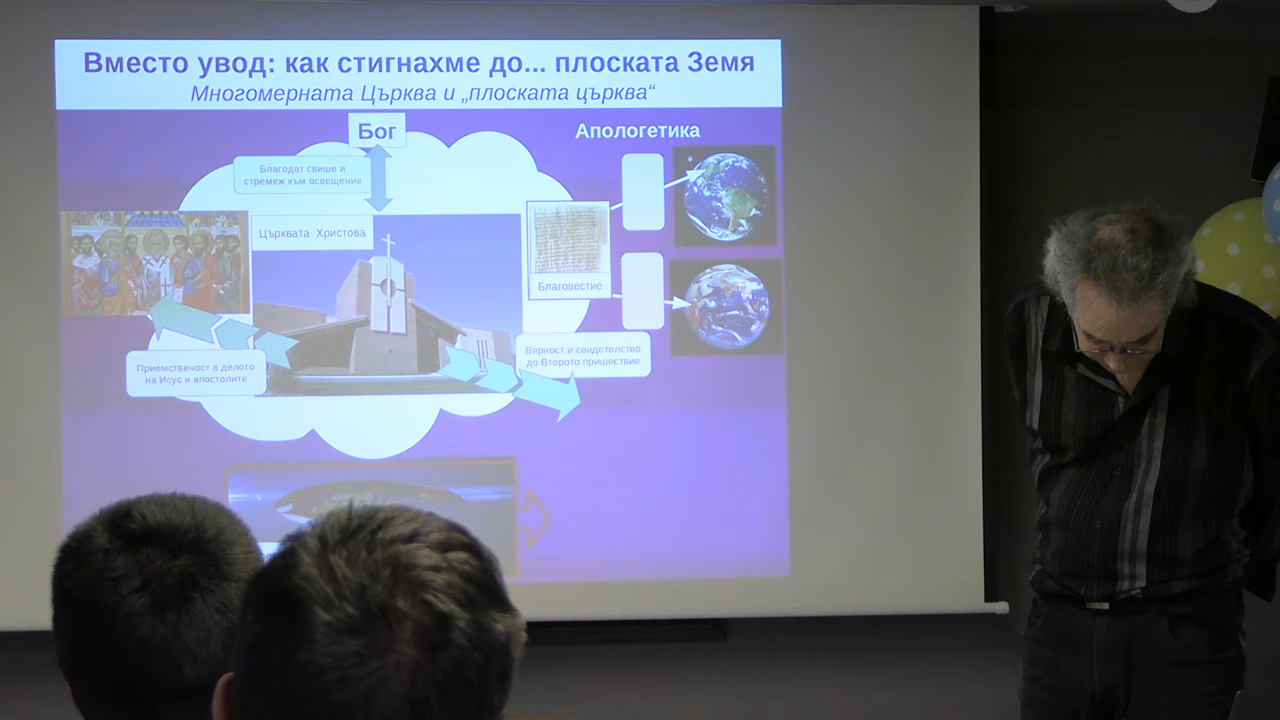 Вместо увод: как стигнахме до... плоската Земя
Многомерната Църква и „плоската църква“
Бог
Апологетика
Благодат свише и
стремеж към освещение
Църквата Христова
Благовестие
Приемственост в делото
на Исус и апостолите
Вярност и свидетелство
до Второто пришествие